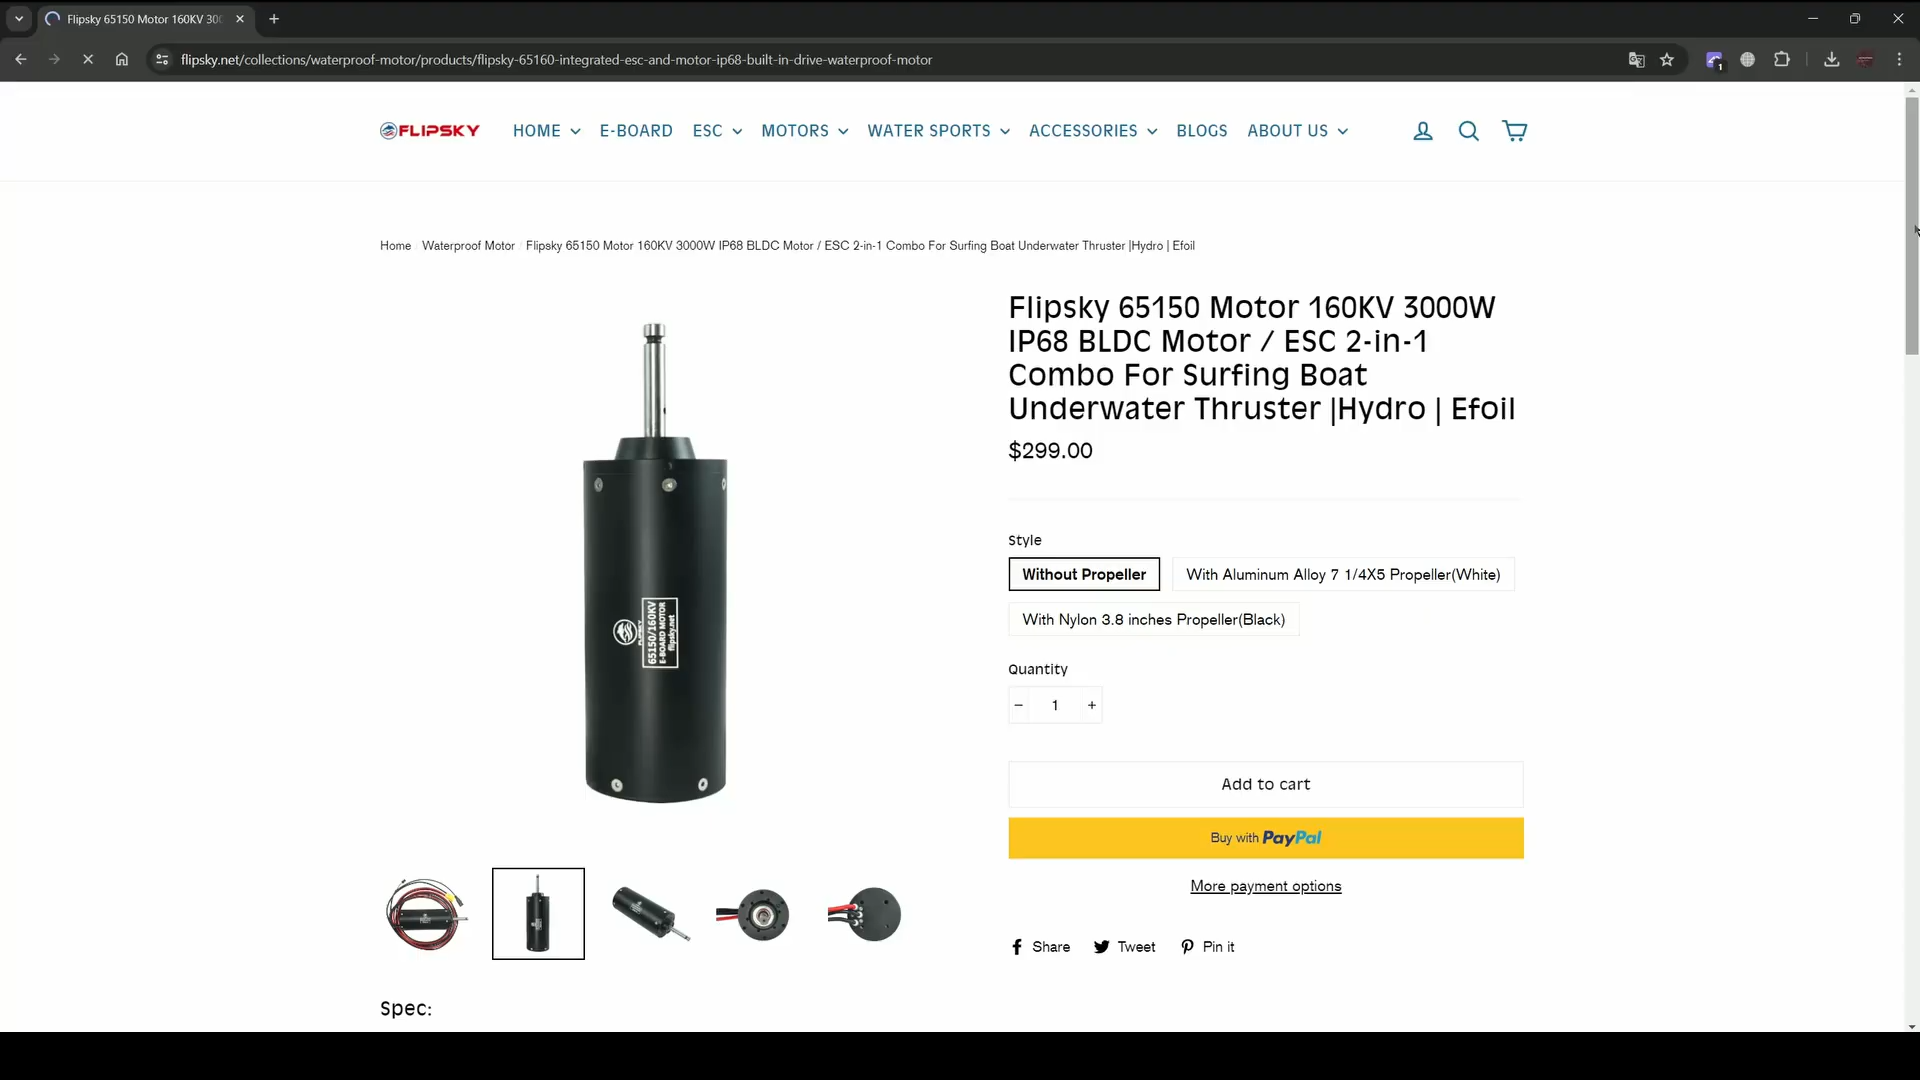 Flipsky 65150 Motor 160KV 300
flipsky.net/collections/waterproof-motor/products/flipsky-65160-integrated-esc-and-motor-ip68-built-in-drive-waterproof-motor
1
FLIPSKY
HOME
E-BOARD
ESC
MOTORS
WATER SPORTS
ACCESSORIES
BLOGS
ABOUT US
Home Waterproof Motor Flipsky 65150 Motor 160KV 3000W IP68 BLDC Motor / ESC 2-in-1 Combo For Surfing Boat Underwater Thruster |Hydro | Efoil
Flipsky 65150 Motor 160KV 3000W
IP68 BLDC Motor / ESC 2-in-1
Combo For Surfing Boat
Underwater Thruster |Hydro | Efoil
$299.00
Style
Without Propeller
With Aluminum Alloy 7 1/4X5 Propeller(White)
With Nylon 3.8 inches Propeller(Black)
Quantity
− 1 +
Add to cart
Buy with PayPal
More payment options
Share
Tweet
Pin it
FLIPSKY
65150/160KV
E-BOARD MOTOR
flipsky.net
Spec: